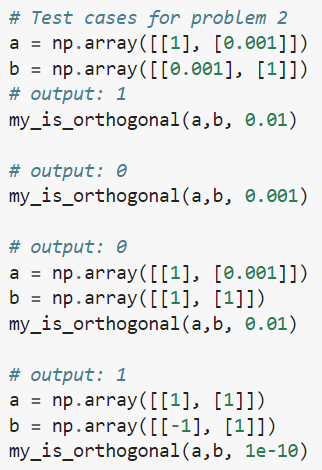 # Test cases for problem 2
a = np.array([[1], [0.001]])
b = np.array([[0.001], [1]])
# output: 1
my_is_orthogonal(a,b, 0.01)
# output: 0
my_is_orthogonal(a,b, 0.001)
# output: 0
a = np.array([[1], [0.001]])
b = np.array([[1], [1]])
my_is_orthogonal(a,b, 0.01)
# output: 1
a = np.array([[1], [1]])
b = np.array([[-1], [1]])
my_is_orthogonal(a,b, 1e-10)